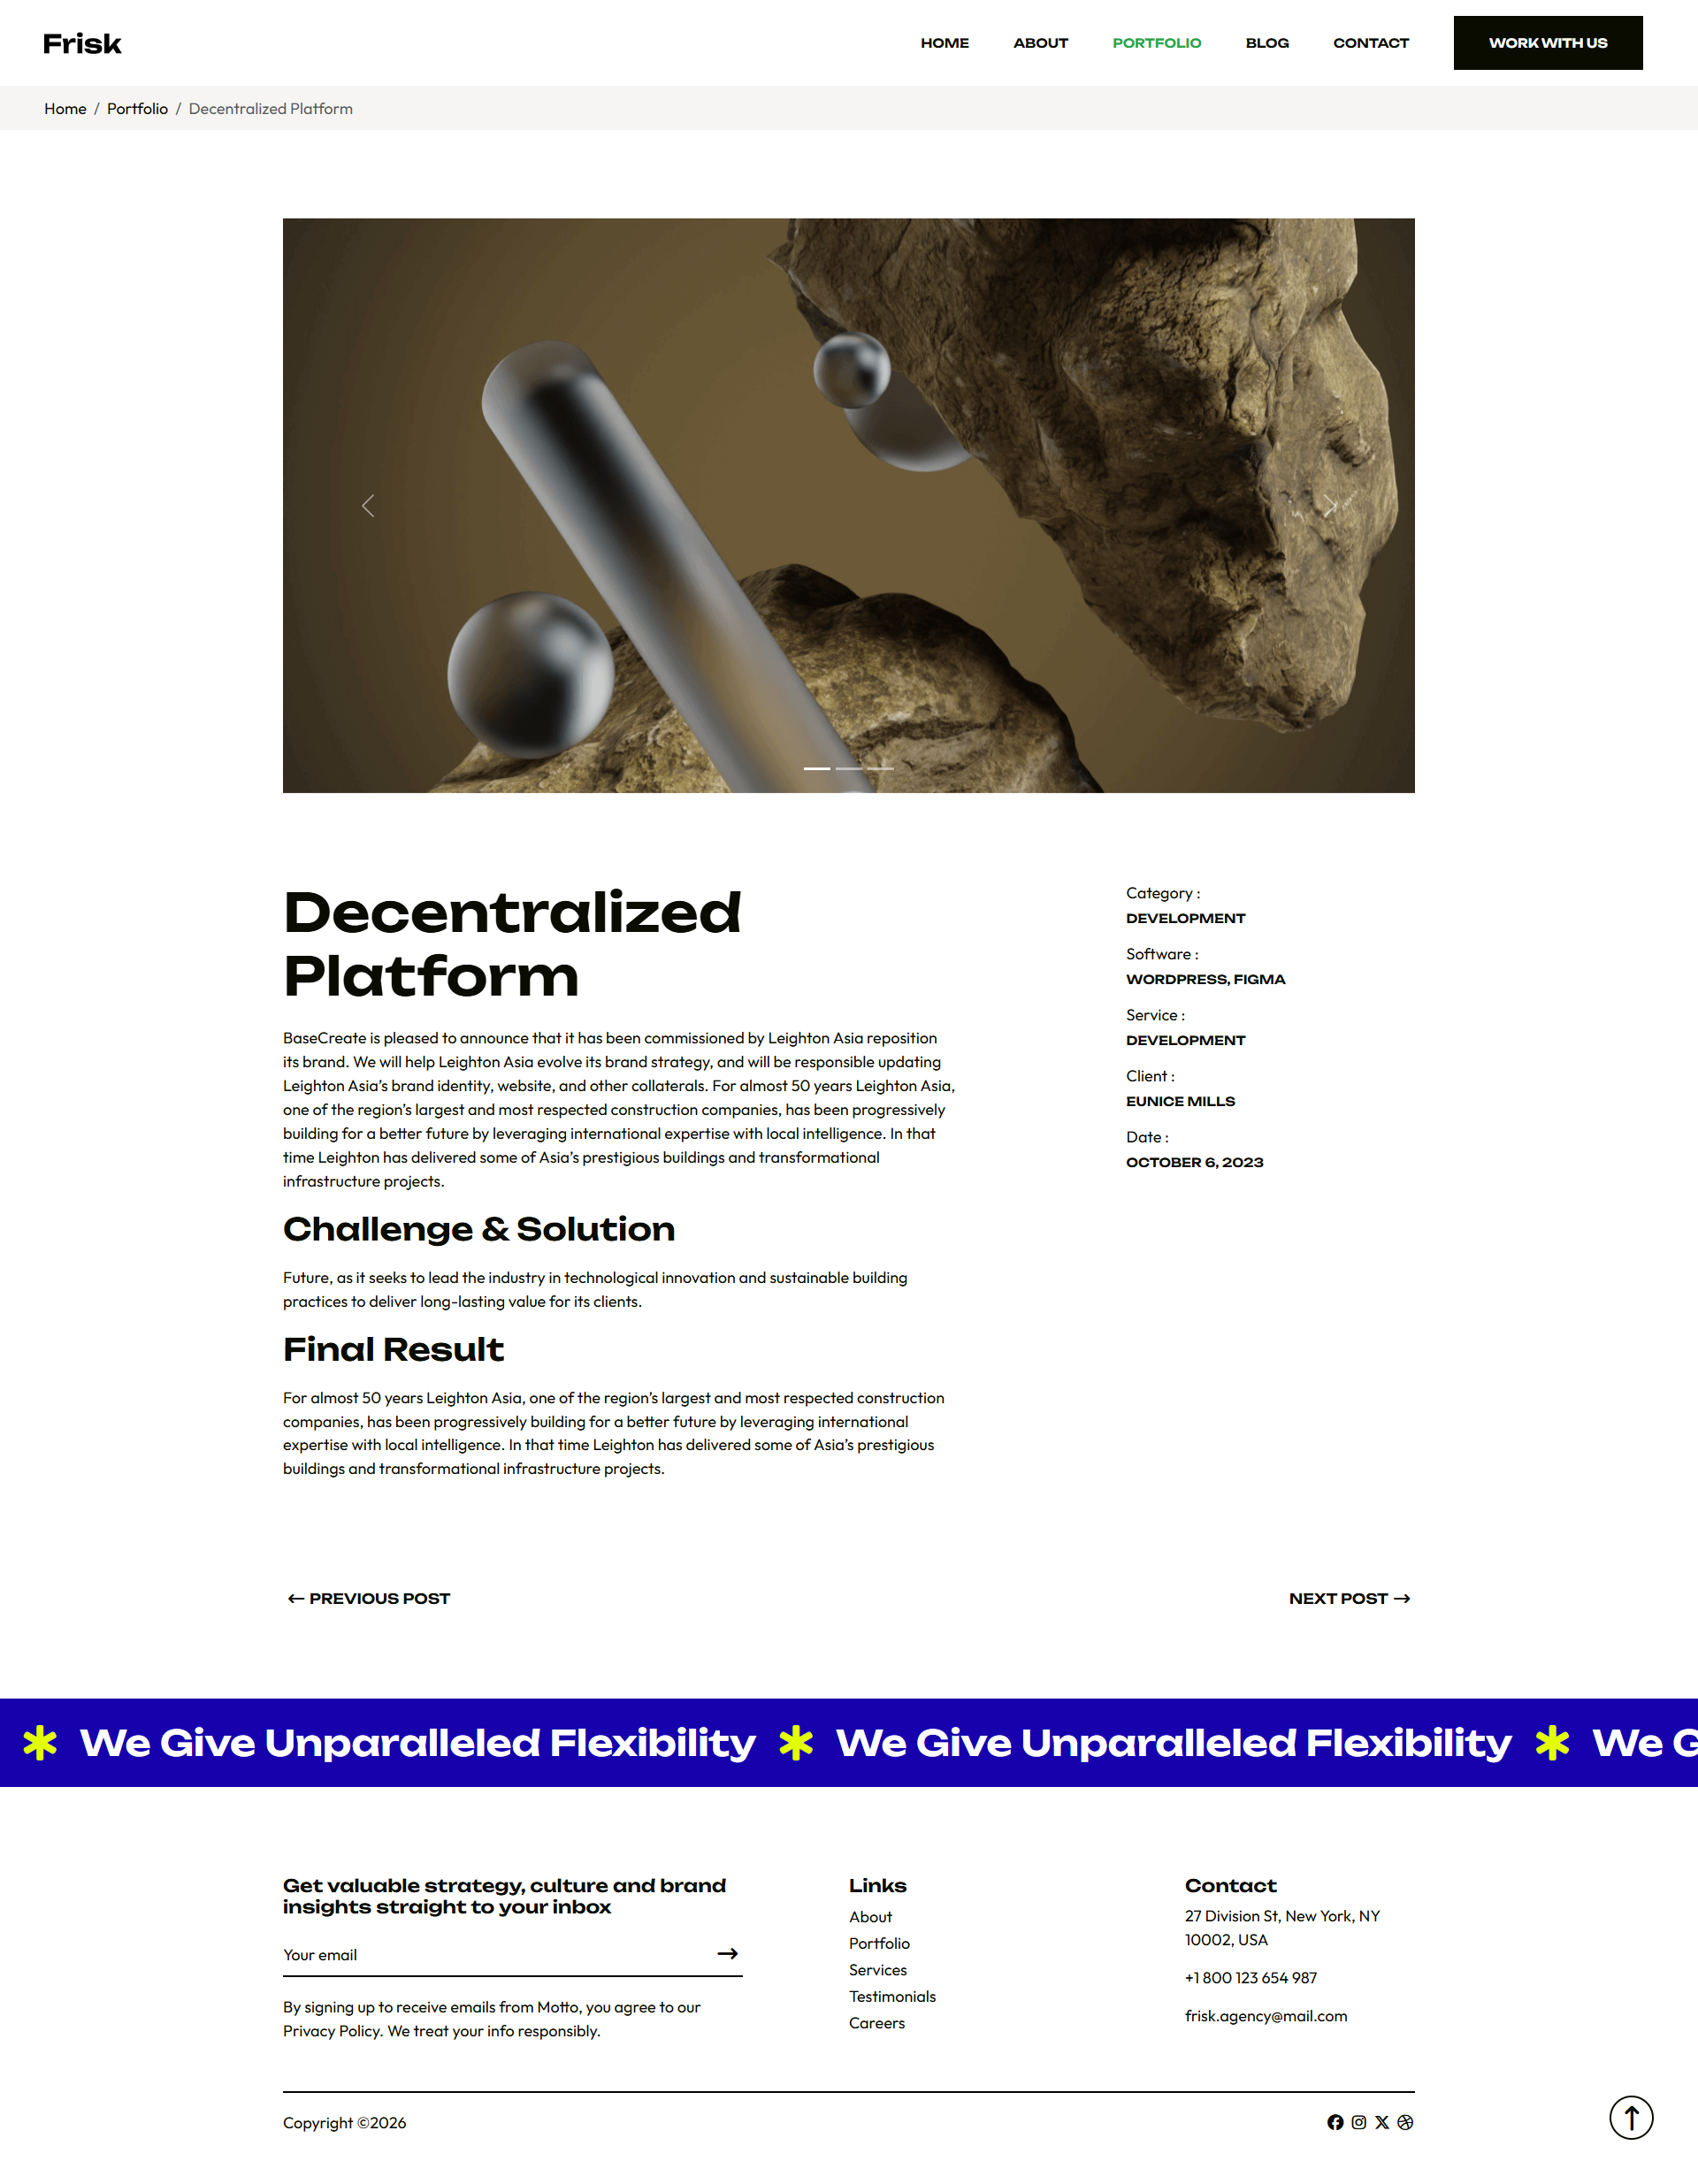 Frisk
HOME ABOUT PORTFOLIO BLOG CONTACT WORK WITH US
Home / Portfolio / Decentralized Platform
Decentralized
Platform
BaseCreate is pleased to announce that it has been commissioned by Leighton Asia reposition
its brand. We will help Leighton Asia evolve its brand strategy, and will be responsible updating
Leighton Asia’s brand identity, website, and other collaterals. For almost 50 years Leighton Asia,
one of the region’s largest and most respected construction companies, has been progressively
building for a better future by leveraging international expertise with local intelligence. In that
time Leighton has delivered some of Asia’s prestigious buildings and transformational
infrastructure projects.
Challenge & Solution
Future, as it seeks to lead the industry in technological innovation and sustainable building
practices to deliver long-lasting value for its clients.
Final Result
For almost 50 years Leighton Asia, one of the region’s largest and most respected construction
companies, has been progressively building for a better future by leveraging international
expertise with local intelligence. In that time Leighton has delivered some of Asia’s prestigious
buildings and transformational infrastructure projects.
Category :
DEVELOPMENT
Software :
WORDPRESS, FIGMA
Service :
DEVELOPMENT
Client :
EUNICE MILLS
Date :
OCTOBER 6, 2023
← PREVIOUS POST
NEXT POST →
We Give Unparalleled Flexibility We Give Unparalleled Flexibility We G
Get valuable strategy, culture and brand
insights straight to your inbox
Your email
By signing up to receive emails from Motto, you agree to our
Privacy Policy. We treat your info responsibly.
Links
About
Portfolio
Services
Testimonials
Careers
Contact
27 Division St, New York, NY
10002, USA
+1 800 123 654 987
frisk.agency@mail.com
Copyright ©2026